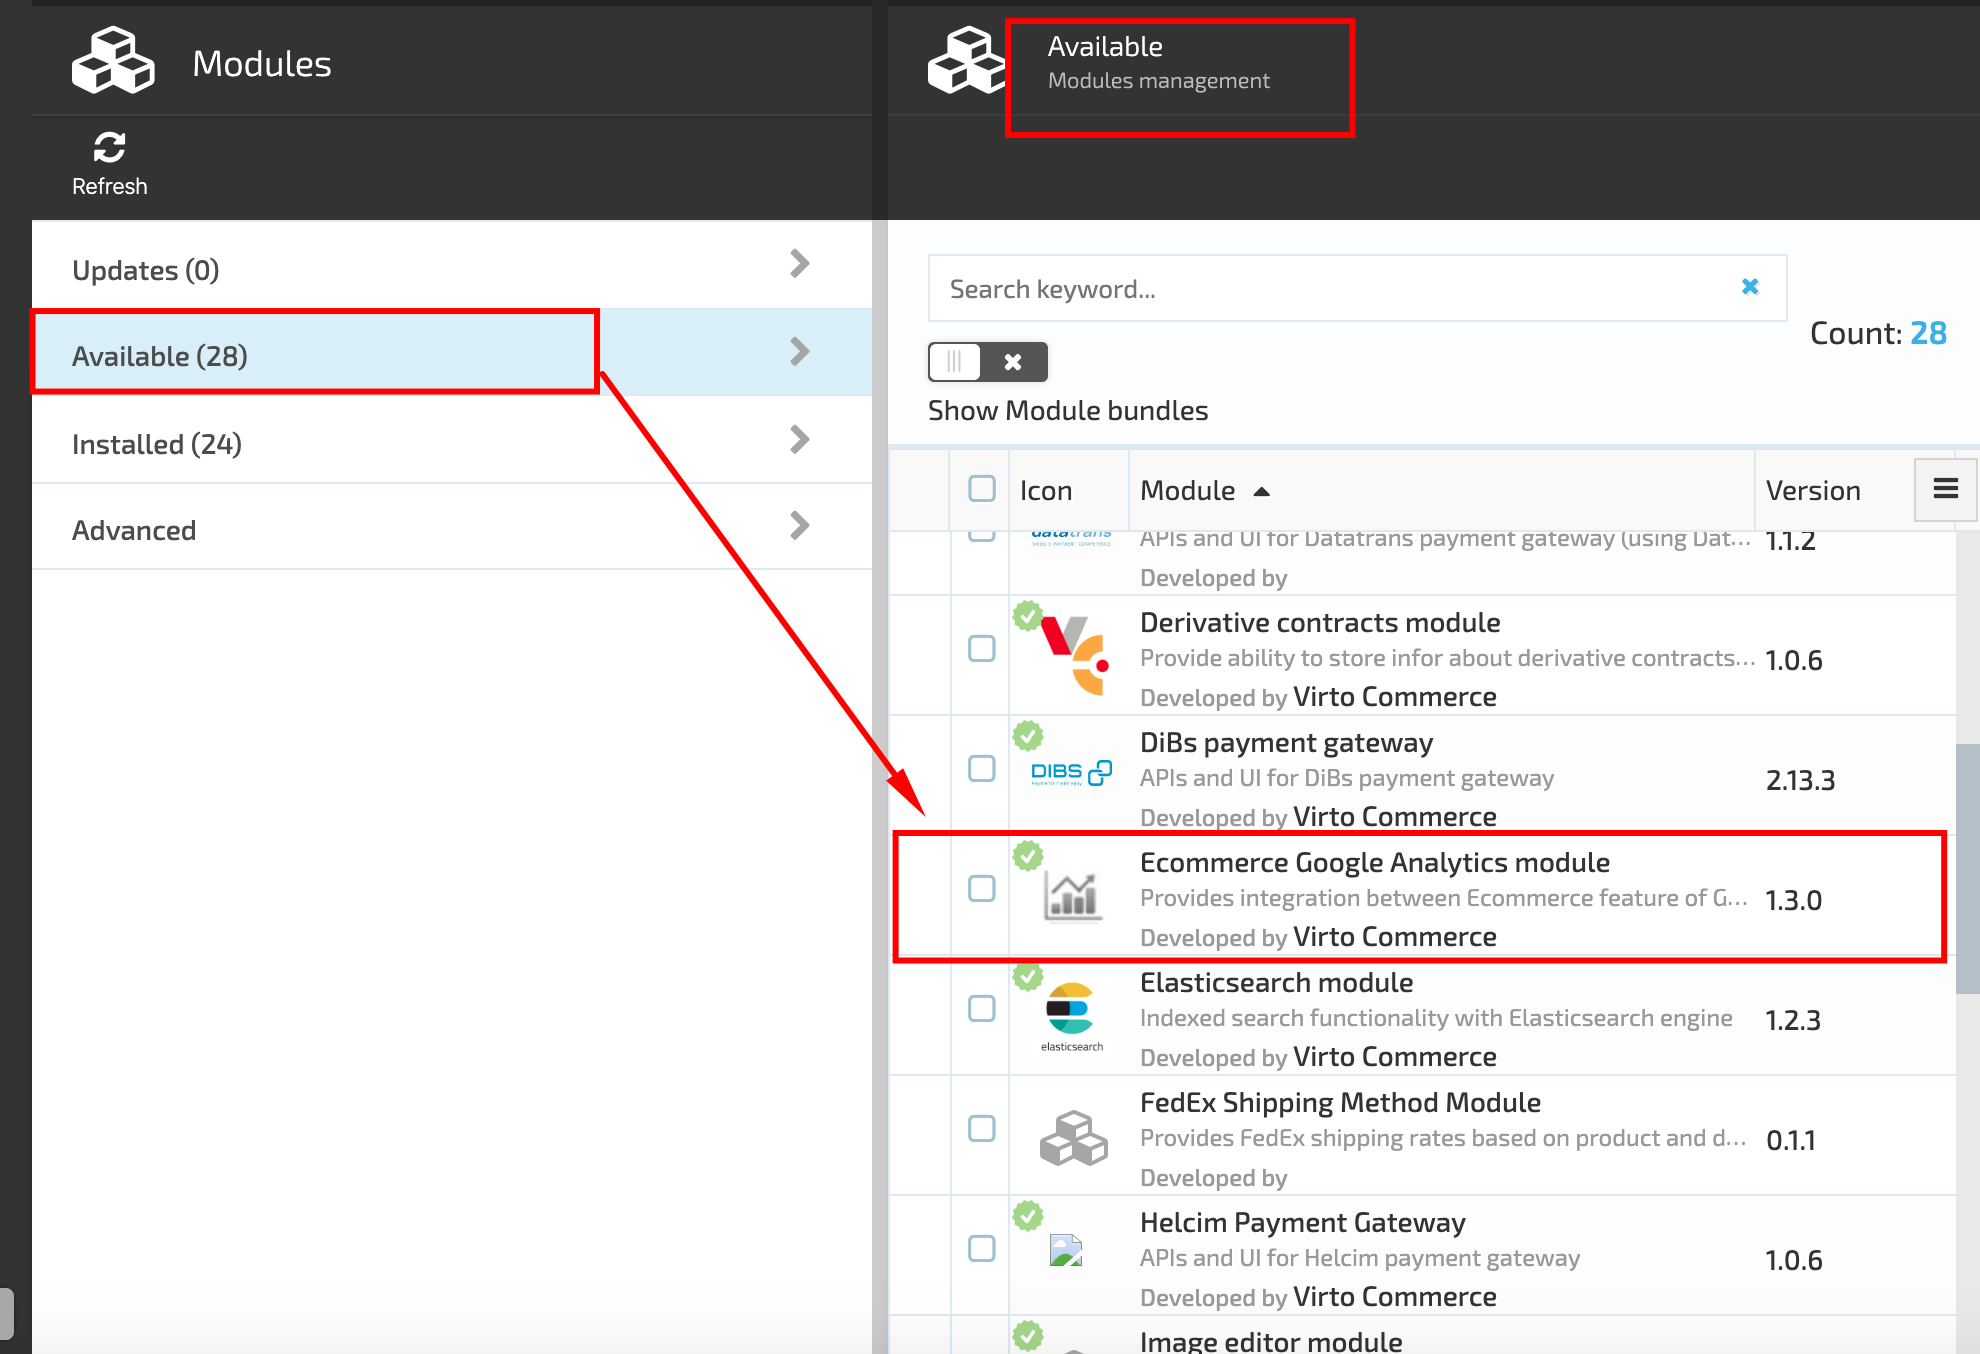 Modules
Refresh
Updates (0)
Available (28)
Installed (24)
Advanced
Available
Modules management
Search keyword...
Count: 28
Show Module bundles
Icon
Module
Version
datatrans
SWISS E-PAYMENT COMPETENCE
APIs and UI for Datatrans payment gateway (using Dat...
1.1.2
Developed by
Derivative contracts module
Provide ability to store infor about derivative contracts...
1.0.6
Developed by Virto Commerce
DiBs payment gateway
DIBS
Payments made easy
APIs and UI for DiBs payment gateway
2.13.3
Developed by Virto Commerce
Ecommerce Google Analytics module
Provides integration between Ecommerce feature of G...
1.3.0
Developed by Virto Commerce
Elasticsearch module
Indexed search functionality with Elasticsearch engine
1.2.3
elasticsearch
Developed by Virto Commerce
FedEx Shipping Method Module
Provides FedEx shipping rates based on product and d...
0.1.1
Developed by
Helcim Payment Gateway
APIs and UI for Helcim payment gateway
1.0.6
Developed by Virto Commerce
Image editor module